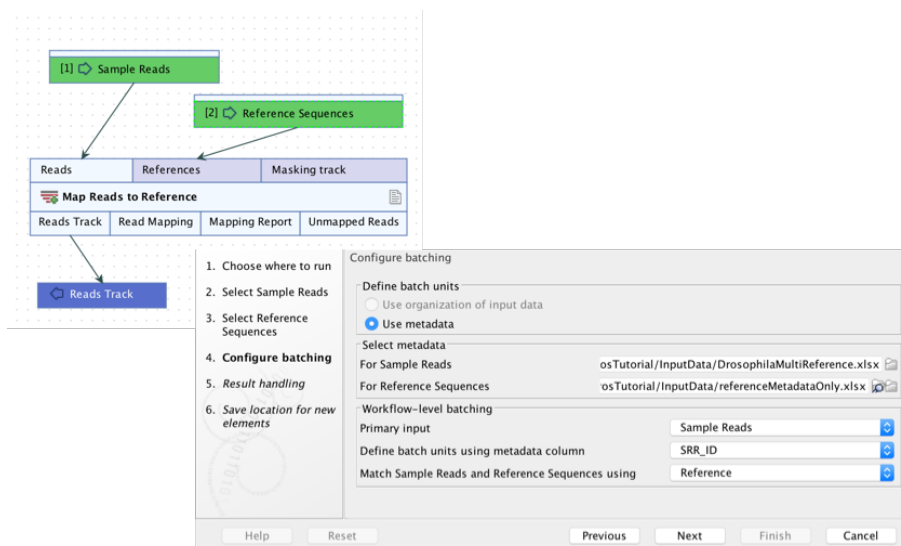 [1] Sample Reads
[2] Reference Sequences
Reads References Masking track
Map Reads to Reference
Reads Track Read Mapping Mapping Report Unmapped Reads
Reads Track
1. Choose where to run
2. Select Sample Reads
3. Select Reference
Sequences
4. Configure batching
5. Result handling
6. Save location for new
elements
Configure batching
Define batch units
Use organization of input data
Use metadata
Select metadata
For Sample Reads osTutorial/InputData/DrosophilaMultiReference.xlsx
For Reference Sequences osTutorial/InputData/referenceMetadataOnly.xlsx
Workflow-level batching
Primary input Sample Reads
Define batch units using metadata column SRR_ID
Match Sample Reads and Reference Sequences using Reference
Help Reset Previous Next Finish Cancel